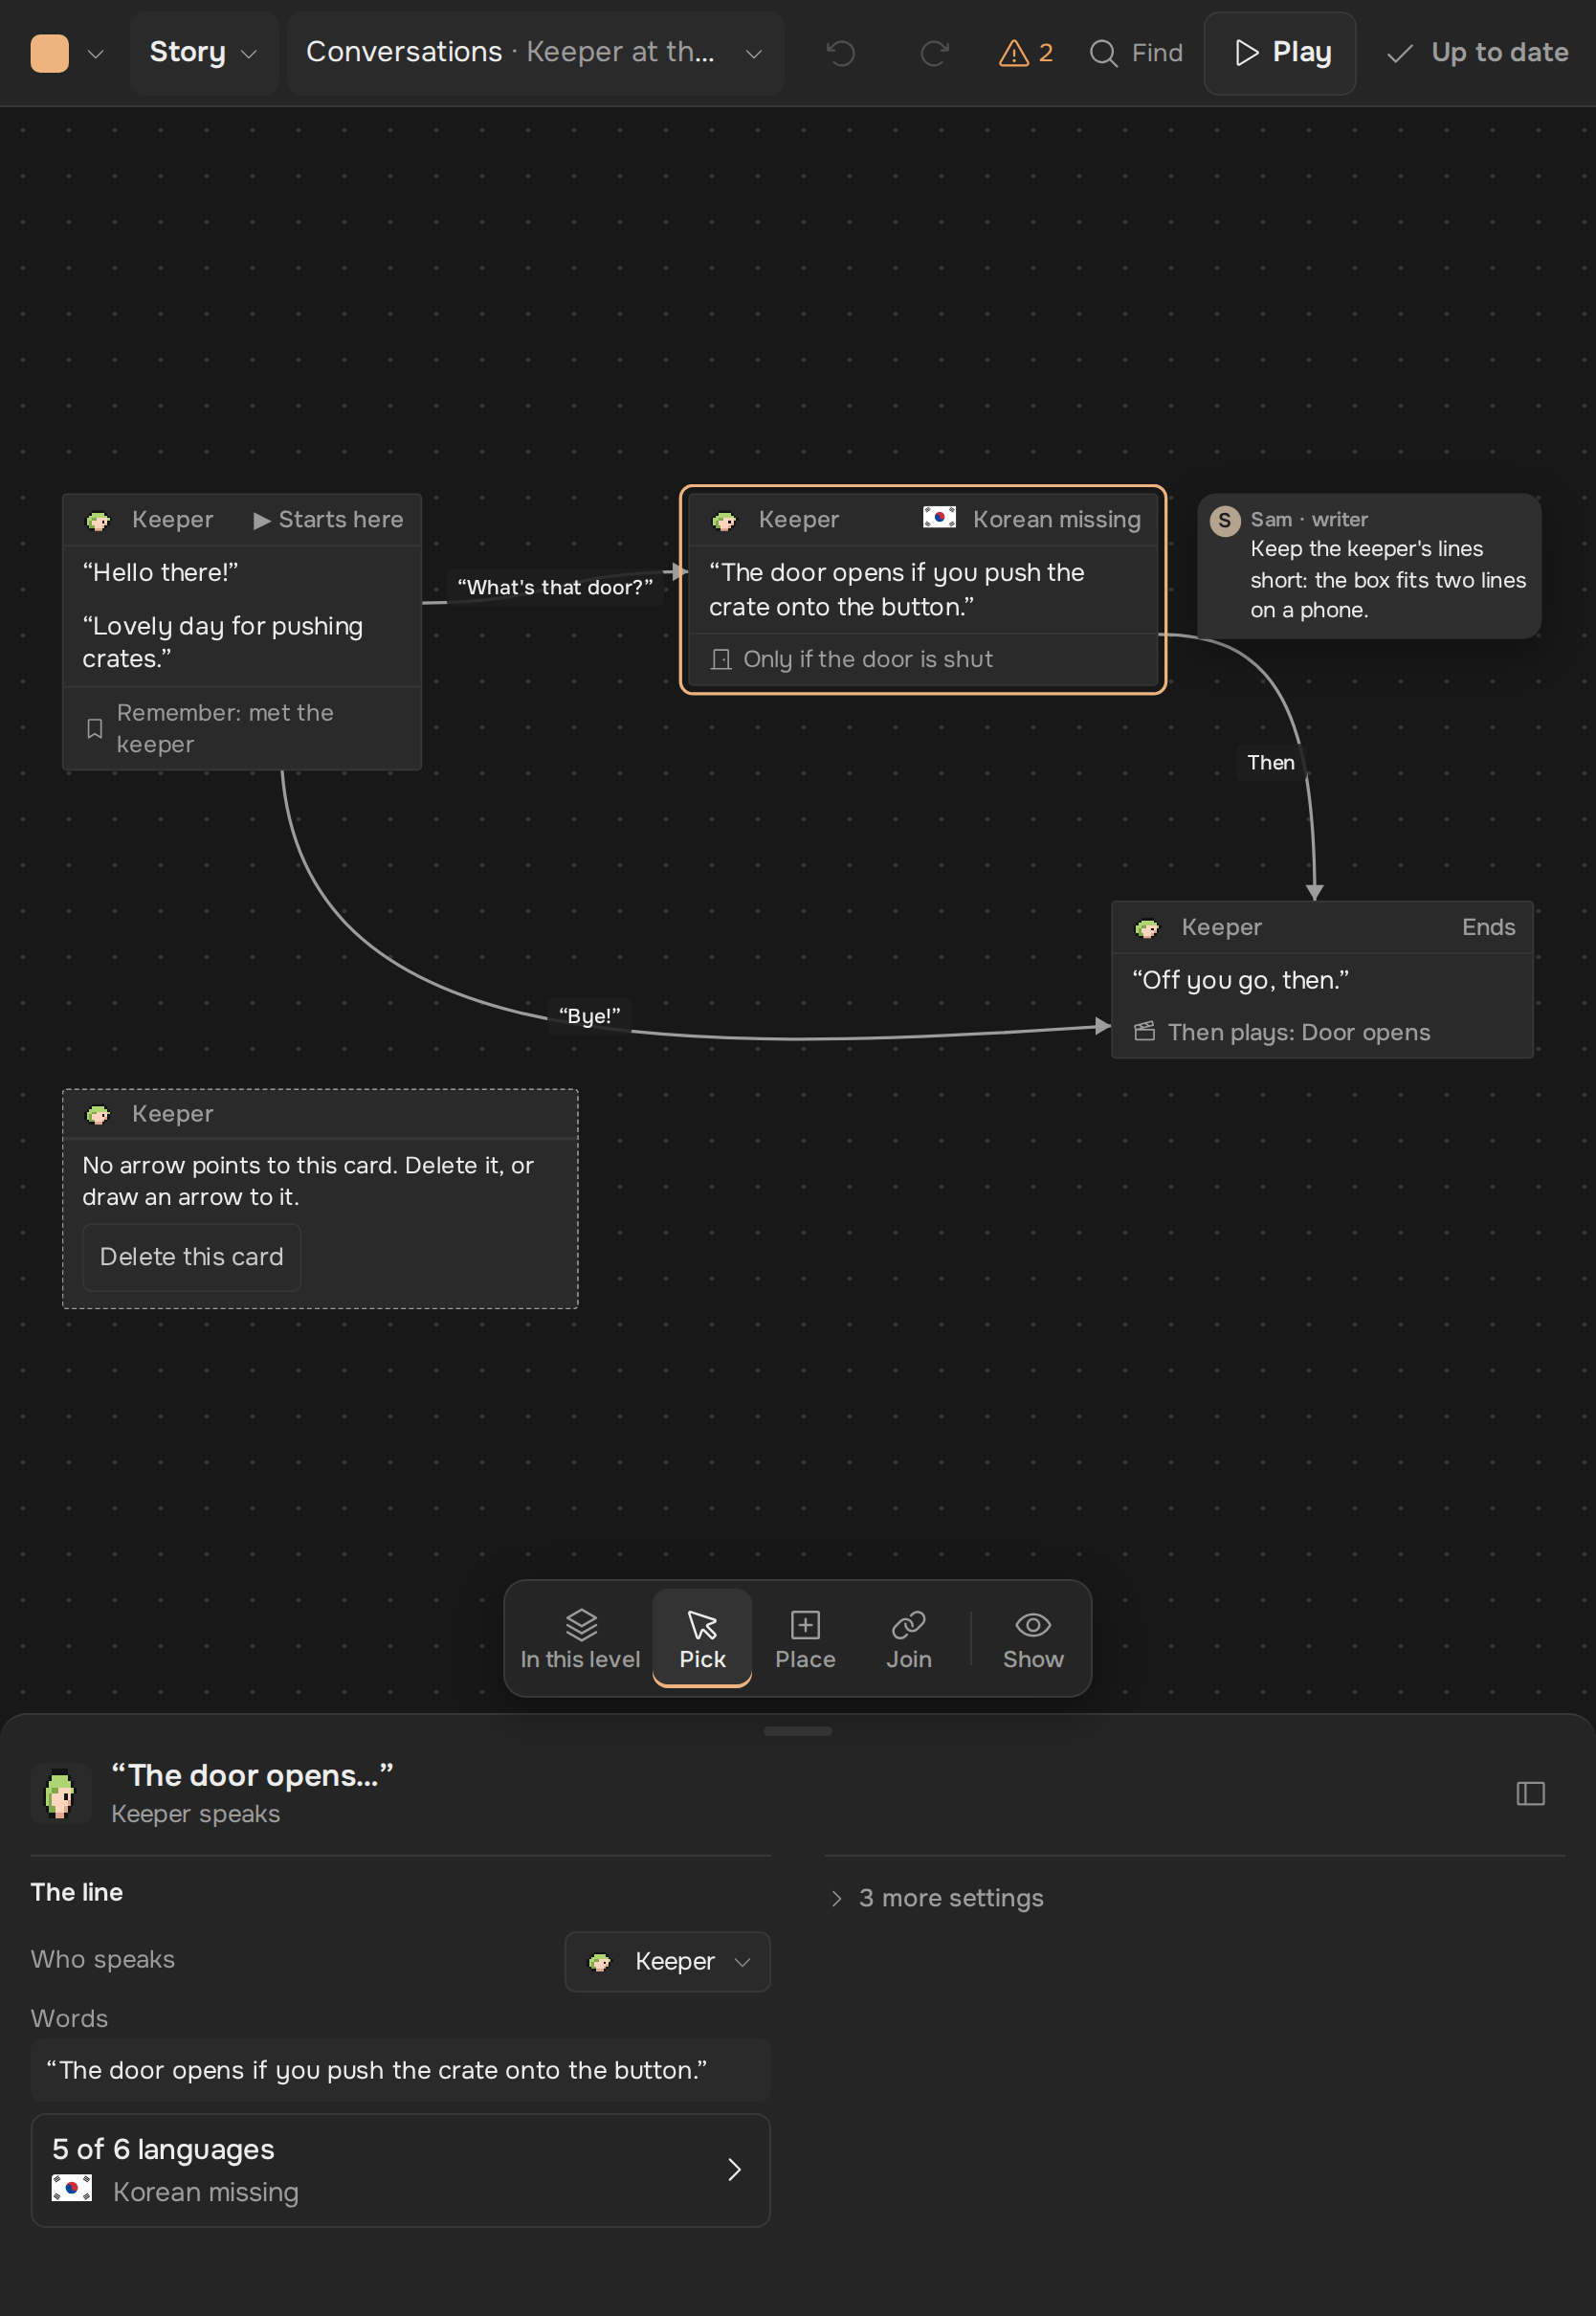 Story
Conversations · Keeper at th...
2
Find
Play
Up to date
Keeper
▶ Starts here
“Hello there!”
“Lovely day for pushing
crates.”
Remember: met the
keeper
“What's that door?”
Keeper
Korean missing
“The door opens if you push the
crate onto the button.”
Only if the door is shut
S
Sam · writer
Keep the keeper's lines
short: the box fits two lines
on a phone.
Then
Keeper
Ends
“Off you go, then.”
Then plays: Door opens
“Bye!”
Keeper
No arrow points to this card. Delete it, or
draw an arrow to it.
Delete this card
In this level
Pick
Place
Join
Show
“The door opens...”
Keeper speaks
The line
3 more settings
Who speaks
Keeper
Words
“The door opens if you push the crate onto the button.”
5 of 6 languages
Korean missing